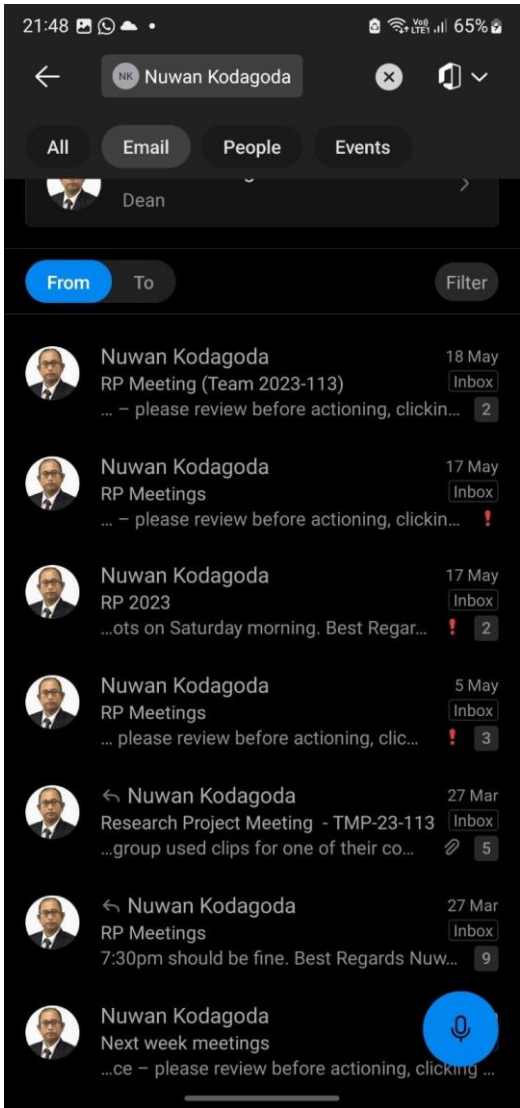 21:48
Vo))
LTE1
65%
NK Nuwan Kodagoda
All Email People Events
Dean
From To Filter
Nuwan Kodagoda 18 May
RP Meeting (Team 2023-113) Inbox
... – please review before actioning, clickin... 2
Nuwan Kodagoda 17 May
RP Meetings Inbox
... – please review before actioning, clickin... !
Nuwan Kodagoda 17 May
RP 2023 Inbox
...ots on Saturday morning. Best Regar... ! 2
Nuwan Kodagoda 5 May
RP Meetings Inbox
... please review before actioning, clic... ! 3
Nuwan Kodagoda 27 Mar
Research Project Meeting - TMP-23-113 Inbox
...group used clips for one of their co... 5
Nuwan Kodagoda 27 Mar
RP Meetings Inbox
7:30pm should be fine. Best Regards Nuw... 9
Nuwan Kodagoda
Next week meetings
...ce – please review before actioning, clicking ...